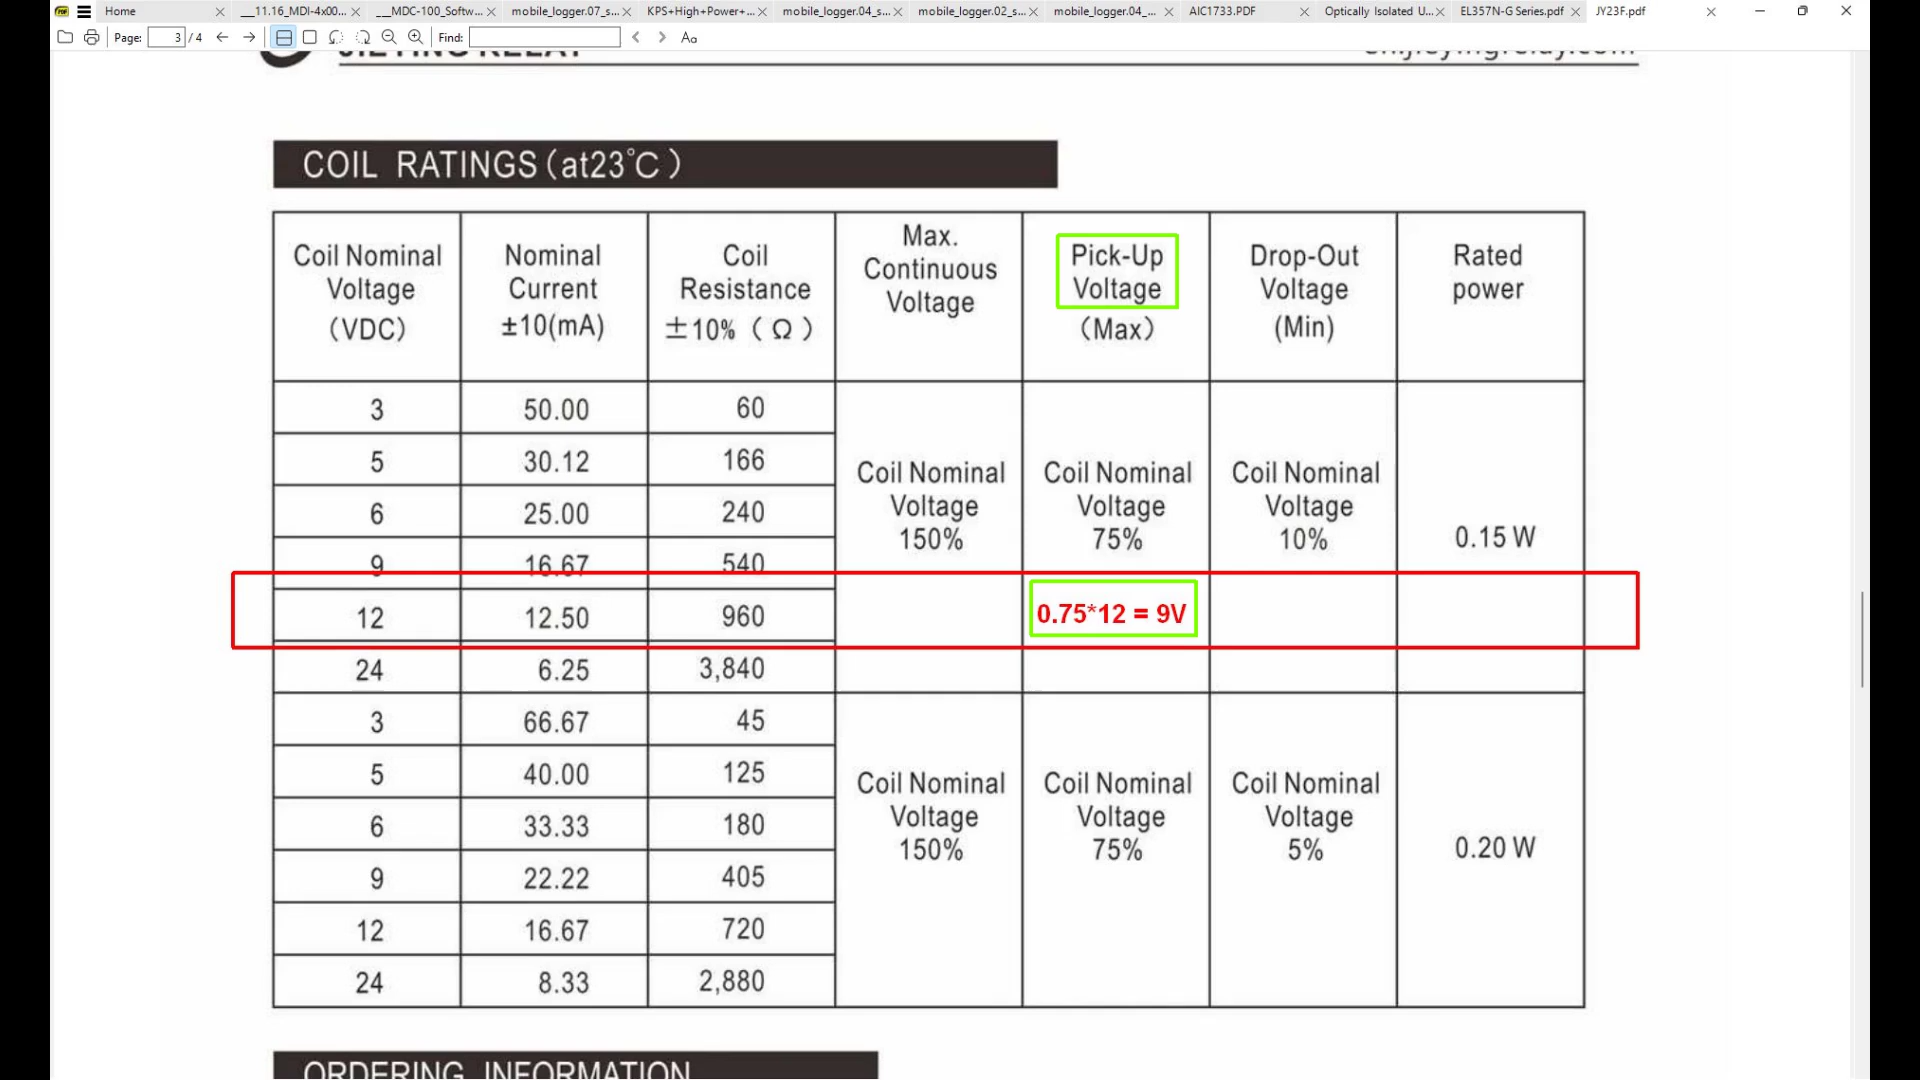 Home __11.16_MDI-4x00... ___MDC-100_Softw... mobile_logger.07_s... KPS+High+Power+... mobile_logger.04_s... mobile_logger.02_s... mobile_logger.04_... AIC1733.PDF Optically Isolated U... EL357N-G Series.pdf JY23F.pdf
Page: 3 / 4 Find: Aa
COIL RATINGS(at23℃)
Coil Nominal Voltage (VDC) Nominal Current ±10(mA) Coil Resistance ±10% (Ω) Max. Continuous Voltage Pick-Up Voltage (Max) Drop-Out Voltage (Min) Rated power
3 50.00 60
5 30.12 166
6 25.00 240
9 16.67 540
Coil Nominal Voltage 150% Coil Nominal Voltage 75% Coil Nominal Voltage 10% 0.15 W
12 12.50 960 0.75*12 = 9V
24 6.25 3,840
3 66.67 45
5 40.00 125
6 33.33 180
Coil Nominal Voltage 150% Coil Nominal Voltage 75% Coil Nominal Voltage 5% 0.20 W
9 22.22 405
12 16.67 720
24 8.33 2,880
ORDERING INFORMATION